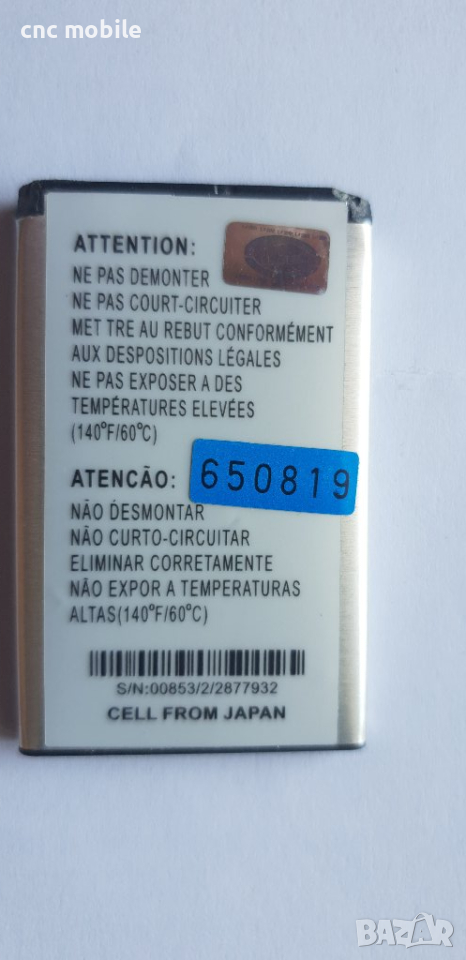 cnc mobile
ATTENTION:
NE PAS DEMONTER
NE PAS COURT-CIRCUITER
MET TRE AU REBUT CONFORMÉMENT
AUX DESPOSITIONS LÉGALES
NE PAS EXPOSER A DES
TEMPÉRATURES ELEVÉES
(140°F/60°C)
650819
ATENCÃO:
NÃO DESMONTAR
NÃO CURTO-CIRCUITAR
ELIMINAR CORRETAMENTE
NÃO EXPOR A TEMPERATURAS
ALTAS(140°F/60°C)
S/N:00853/2/2877932
CELL FROM JAPAN
BAZAR